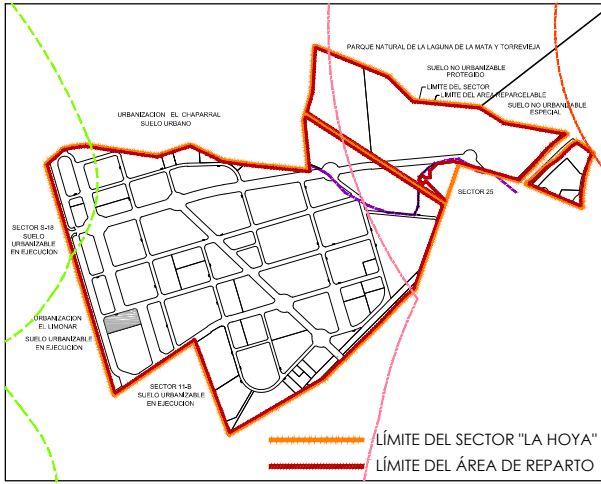 PARQUE NATURAL DE LA LAGUNA DE LA MATA Y TORREVIEJA
SUELO NO URBANIZABLE
PROTEGIDO
LÍMITE DEL SECTOR
LÍMITE DEL AREA REPARCELABLE
SUELO NO URBANIZABLE
ESPECIAL
URBANIZACION EL CHAPARRAL
SUELO URBANO
SECTOR 25
SECTOR S-18
SUELO
URBANIZABLE
EN EJECUCION
URBANIZACION
EL LIMONAR
SUELO URBANIZABLE
EN EJECUCION
SECTOR 11-B
SUELO URBANIZABLE
EN EJECUCION
LÍMITE DEL SECTOR "LA HOYA"
LÍMITE DEL ÁREA DE REPARTO